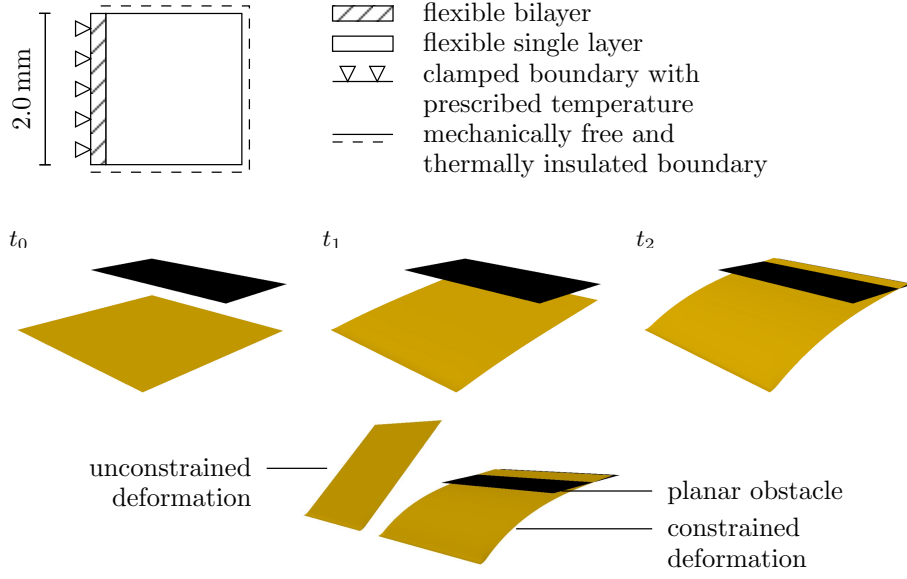 2.0 mm
flexible bilayer
flexible single layer
clamped boundary with
prescribed temperature
mechanically free and
thermally insulated boundary
t₀
t₁
t₂
unconstrained
deformation
planar obstacle
constrained
deformation